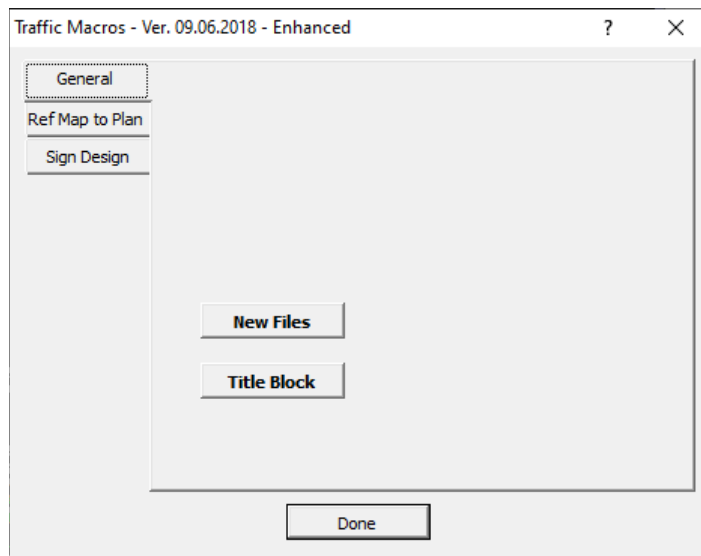 Traffic Macros - Ver. 09.06.2018 - Enhanced ?
General
Ref Map to Plan
Sign Design
New Files
Title Block
Done